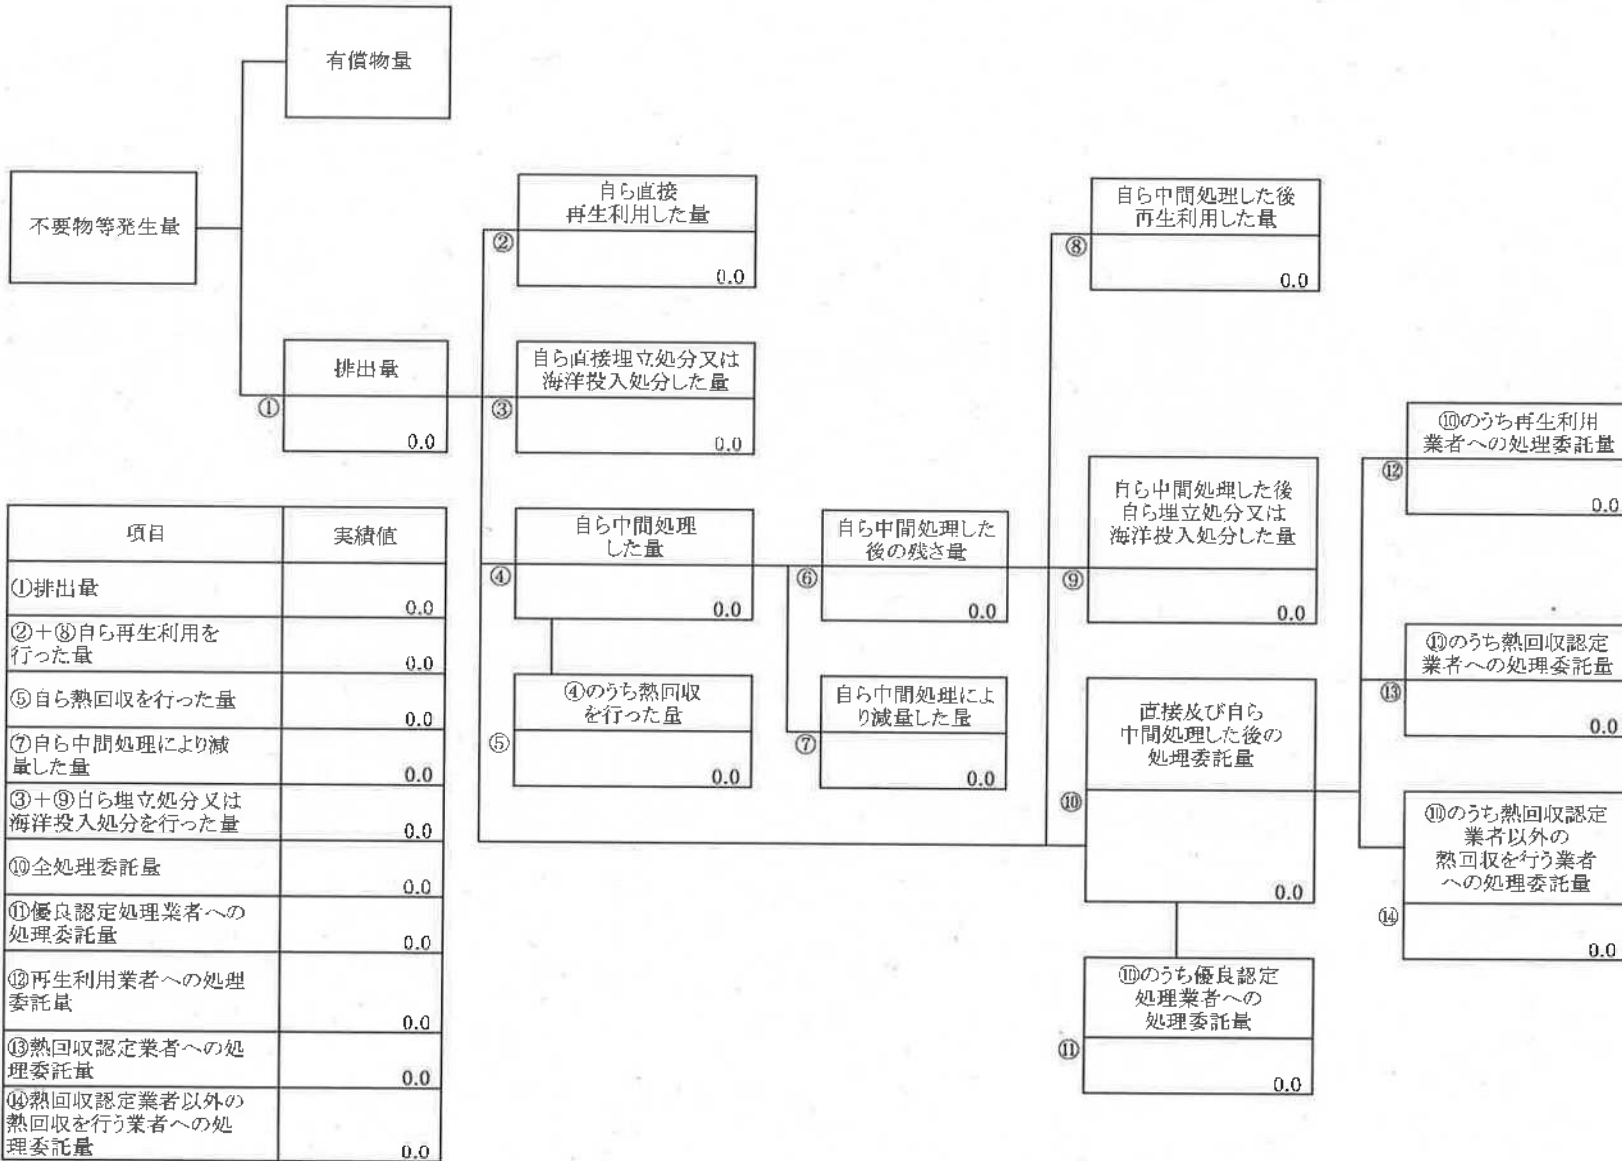 有償物量
不要物等発生量
排出量
①
0.0
自ら直接
再生利用した量
②
0.0
自ら直接埋立処分又は
海洋投入処分した量
③
0.0
自ら中間処理
した量
④
0.0
④のうち熱回収
を行った量
⑤
0.0
自ら中間処理した
後の残さ量
⑥
0.0
自ら中間処理によ
り減量した量
⑦
0.0
自ら中間処理した後
再生利用した量
⑧
0.0
自ら中間処理した後
自ら埋立処分又は
海洋投入処分した量
⑨
0.0
直接及び自ら
中間処理した後の
処理委託量
⑩
0.0
⑩のうち優良認定
処理業者への
処理委託量
⑪
0.0
⑩のうち再生利用
業者への処理委託量
⑫
0.0
⑩のうち熱回収認定
業者への処理委託量
⑬
0.0
⑩のうち熱回収認定
業者以外の
熱回収を行う業者
への処理委託量
⑭
0.0
項目 実績値
①排出量
0.0
②+⑧自ら再生利用を
行った量
0.0
⑤自ら熱回収を行った量
0.0
⑦自ら中間処理により減
量した量
0.0
③+⑨自ら埋立処分又は
海洋投入処分を行った量
0.0
⑩全処理委託量
0.0
⑪優良認定処理業者への
処理委託量
0.0
⑫再生利用業者への処理
委託量
0.0
⑬熱回収認定業者への処
理委託量
0.0
⑭熱回収認定業者以外の
熱回収を行う業者への処
理委託量
0.0